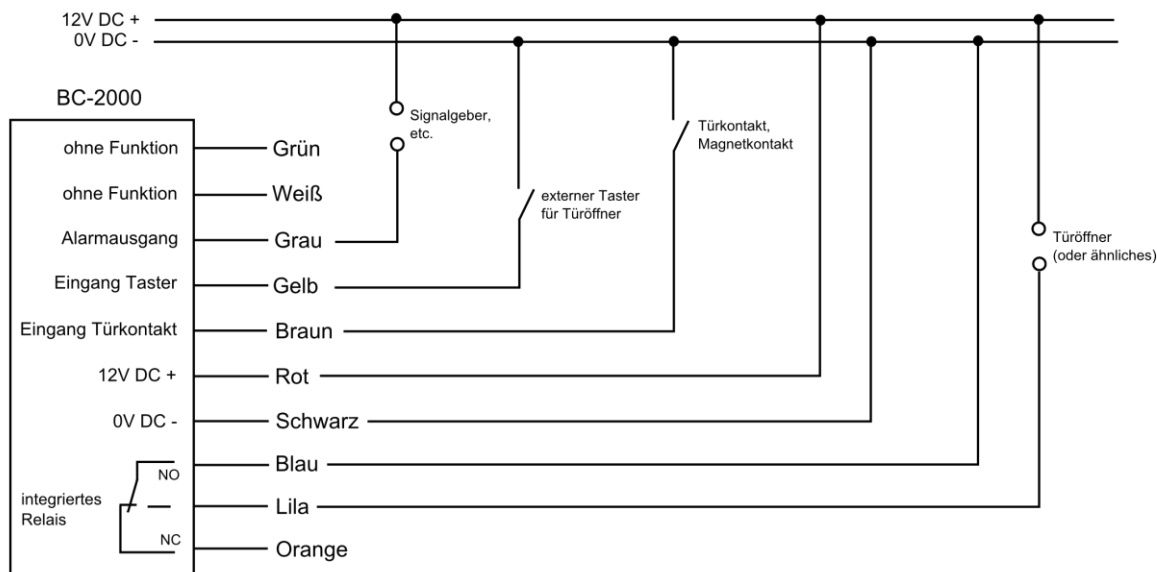 12V DC +
0V DC -
BC-2000
ohne Funktion
Grün
ohne Funktion
Weiß
Alarmausgang
Grau
Eingang Taster
Gelb
Eingang Türkontakt
Braun
12V DC +
Rot
0V DC -
Schwarz
integriertes
Relais
NO
NC
Blau
Lila
Orange
Signalgeber,
etc.
externer Taster
für Türöffner
Türkontakt,
Magnetkontakt
Türöffner
(oder ähnliches)